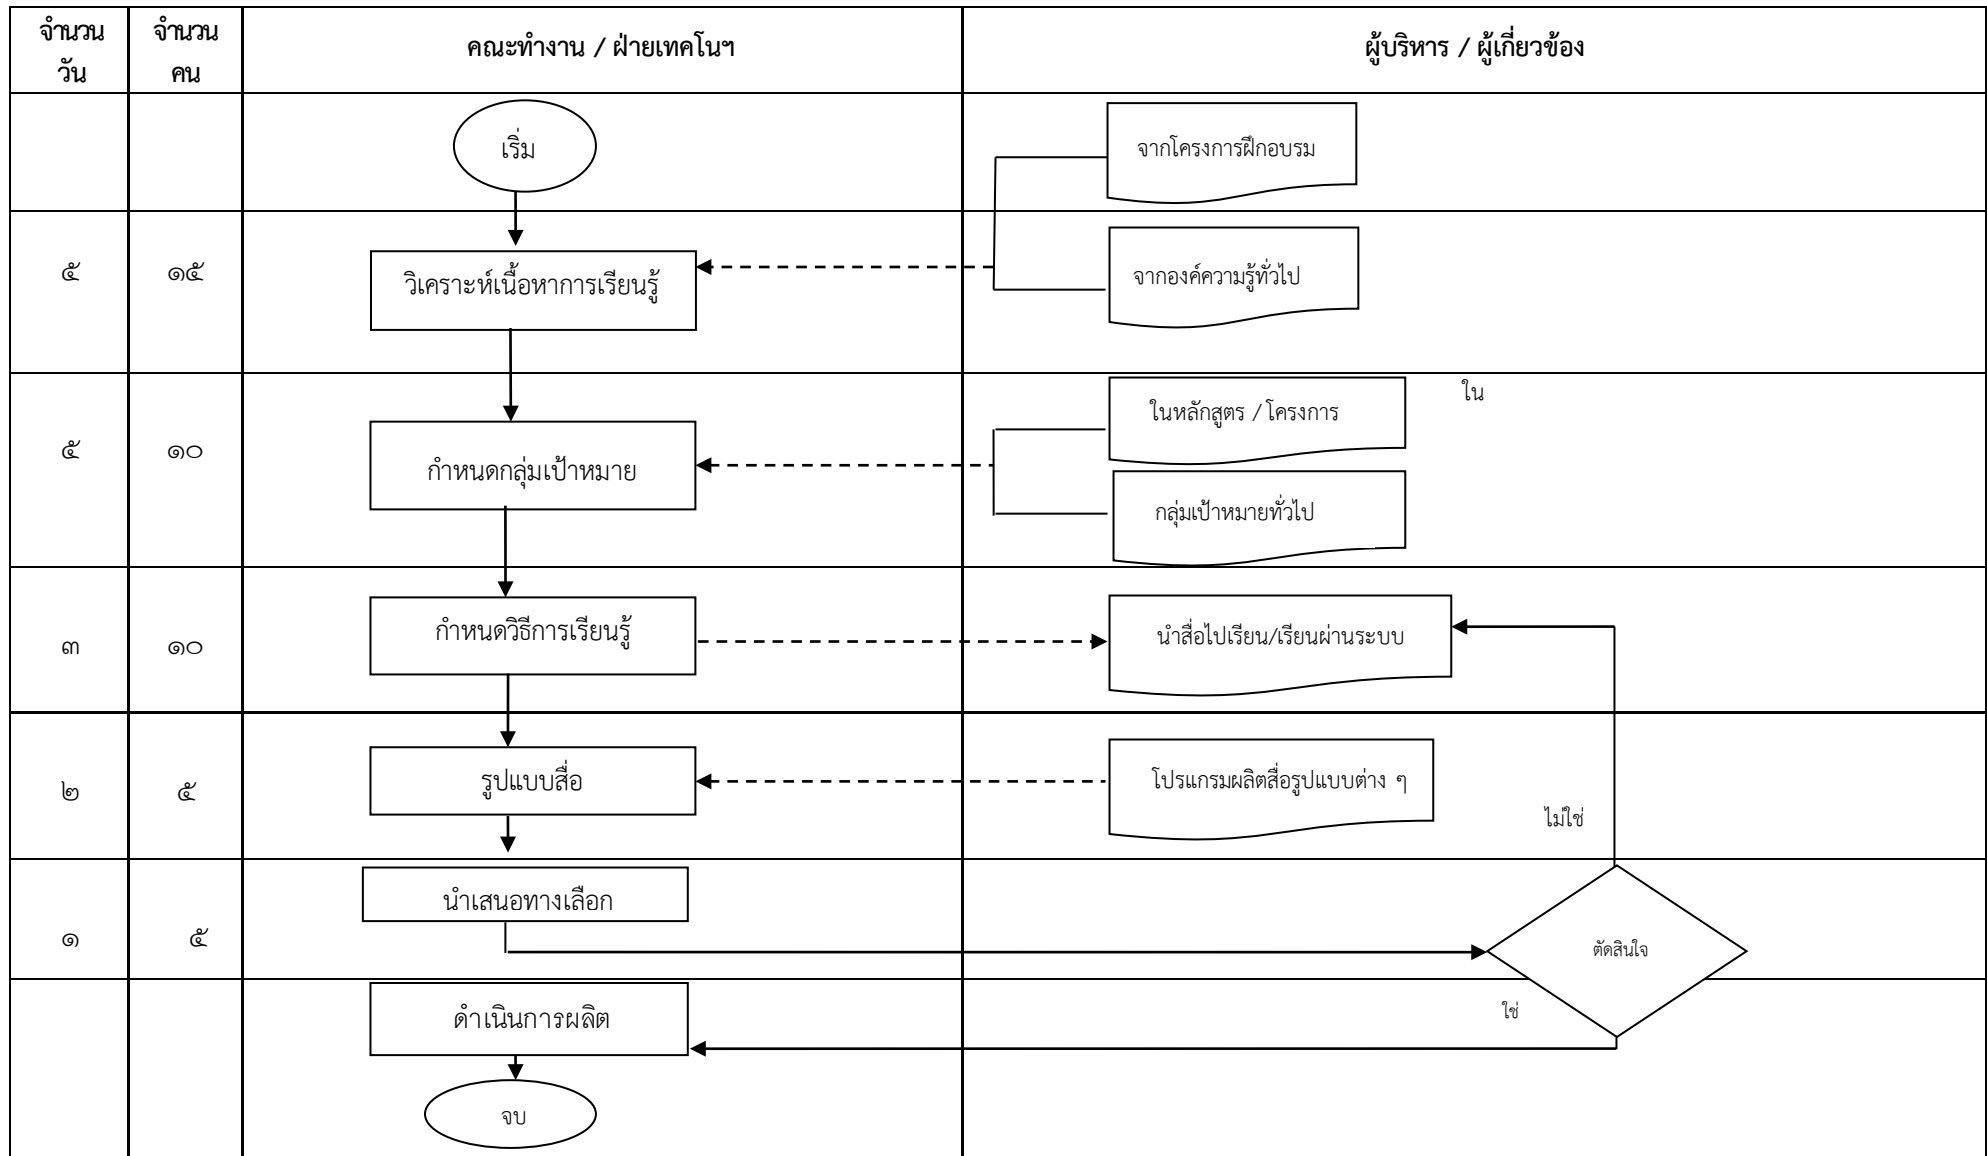 จำนวน
วัน
จำนวน
คน
คณะทำงาน / ฝ่ายเทคโนฯ
ผู้บริหาร / ผู้เกี่ยวข้อง
เริ่ม
จากโครงการฝึกอบรม
๕
๑๕
วิเคราะห์เนื้อหาการเรียนรู้
จากองค์ความรู้ทั่วไป
ใน
ในหลักสูตร / โครงการ
๕
๑๐
กำหนดกลุ่มเป้าหมาย
กลุ่มเป้าหมายทั่วไป
๓
๑๐
กำหนดวิธีการเรียนรู้
นำสื่อไปเรียน/เรียนผ่านระบบ
๒
๕
รูปแบบสื่อ
โปรแกรมผลิตสื่อรูปแบบต่าง ๆ
ไม่ใช่
นำเสนอทางเลือก
๑
๕
ตัดสินใจ
ดำเนินการผลิต
ใช่
จบ